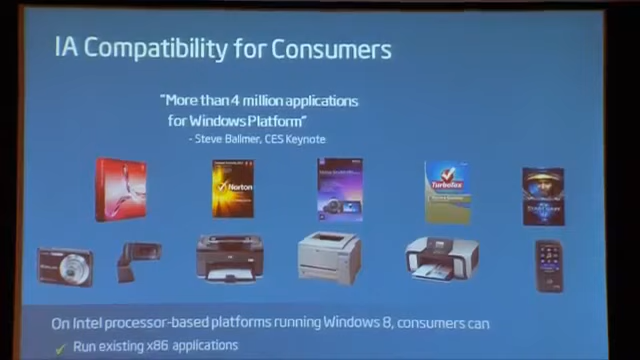 IA Compatibility for Consumers
"More than 4 million applications
for Windows Platform"
- Steve Ballmer, CES Keynote
Norton
TurboTax
On Intel processor-based platforms running Windows 8, consumers can
✓ Run existing x86 applications